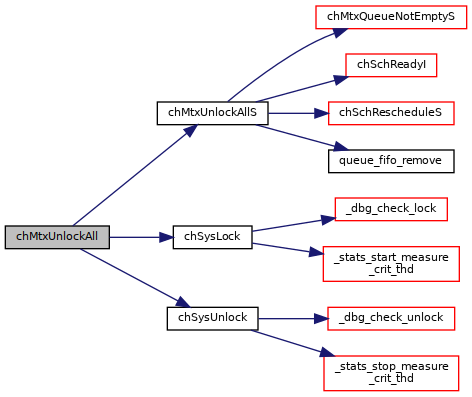 chMtxQueueNotEmptyS
chSchReadyI
chMtxUnlockAllS
chSchRescheduleS
queue_fifo_remove
chMtxUnlockAll
chSysLock
_dbg_check_lock
_stats_start_measure
_crit_thd
chSysUnlock
_dbg_check_unlock
_stats_stop_measure
_crit_thd